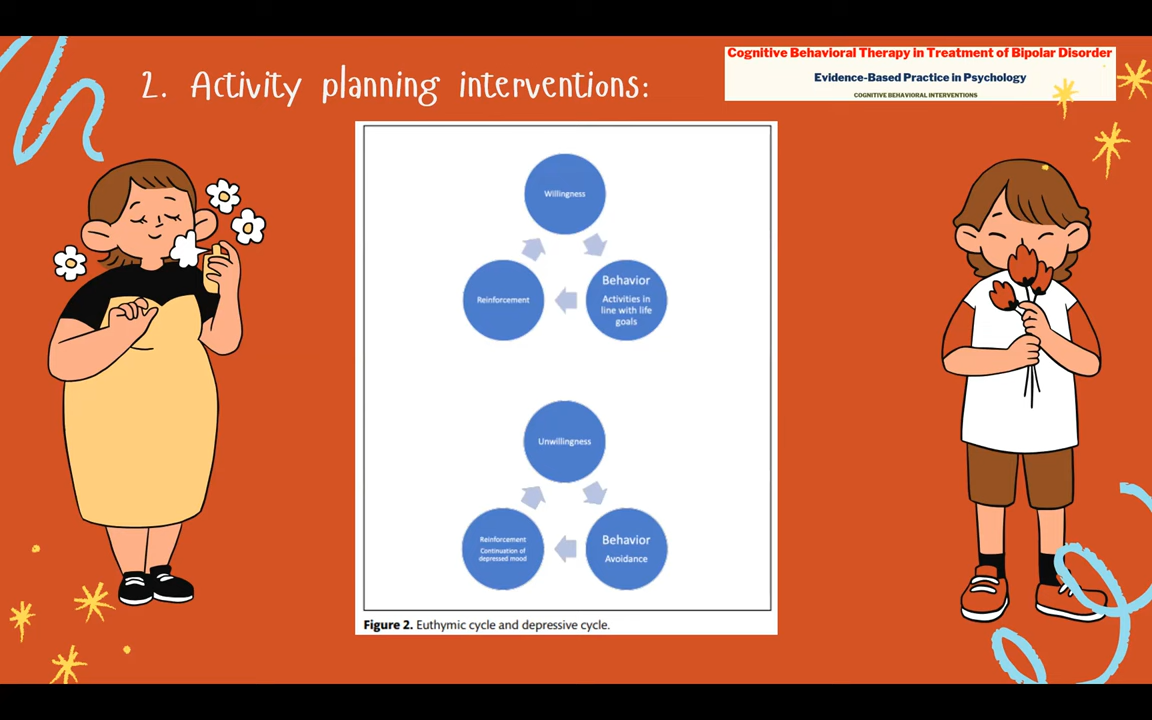 2. Activity planning interventions:
Cognitive Behavioral Therapy in Treatment of Bipolar Disorder
Evidence-Based Practice in Psychology
COGNITIVE BEHAVIORAL INTERVENTIONS
Willingness
Behavior
Activities in
line with life
goals
Reinforcement
Unwillingness
Behavior
Avoidance
Reinforcement
Continuation of
depressed mood
Figure 2. Euthymic cycle and depressive cycle.